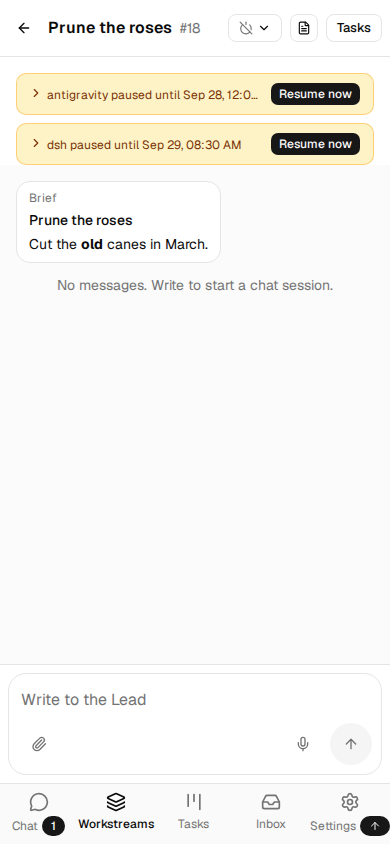 Prune the roses #18
Tasks
antigravity paused until Sep 28, 12:0...
Resume now
dsh paused until Sep 29, 08:30 AM
Resume now
Brief
Prune the roses
Cut the old canes in March.
No messages. Write to start a chat session.
Write to the Lead
Chat 1
Workstreams
Tasks
Inbox
Settings